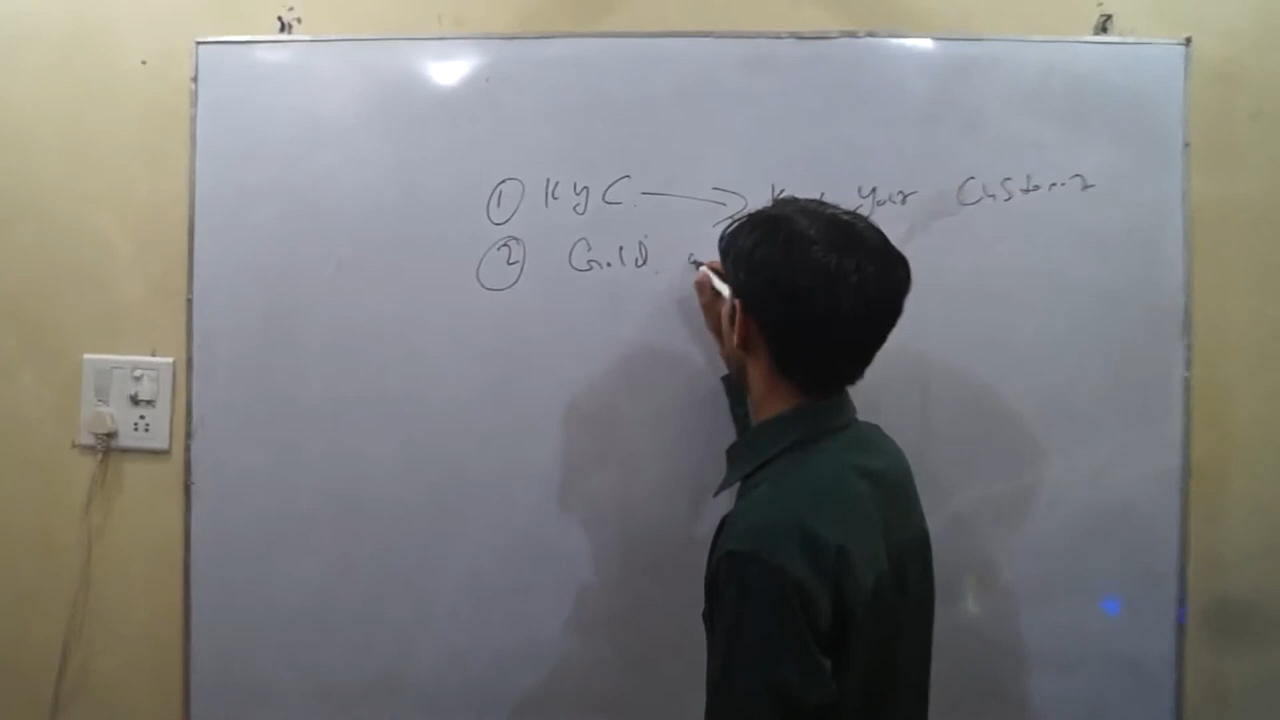 ① KYC. → Your Customer
② Gold